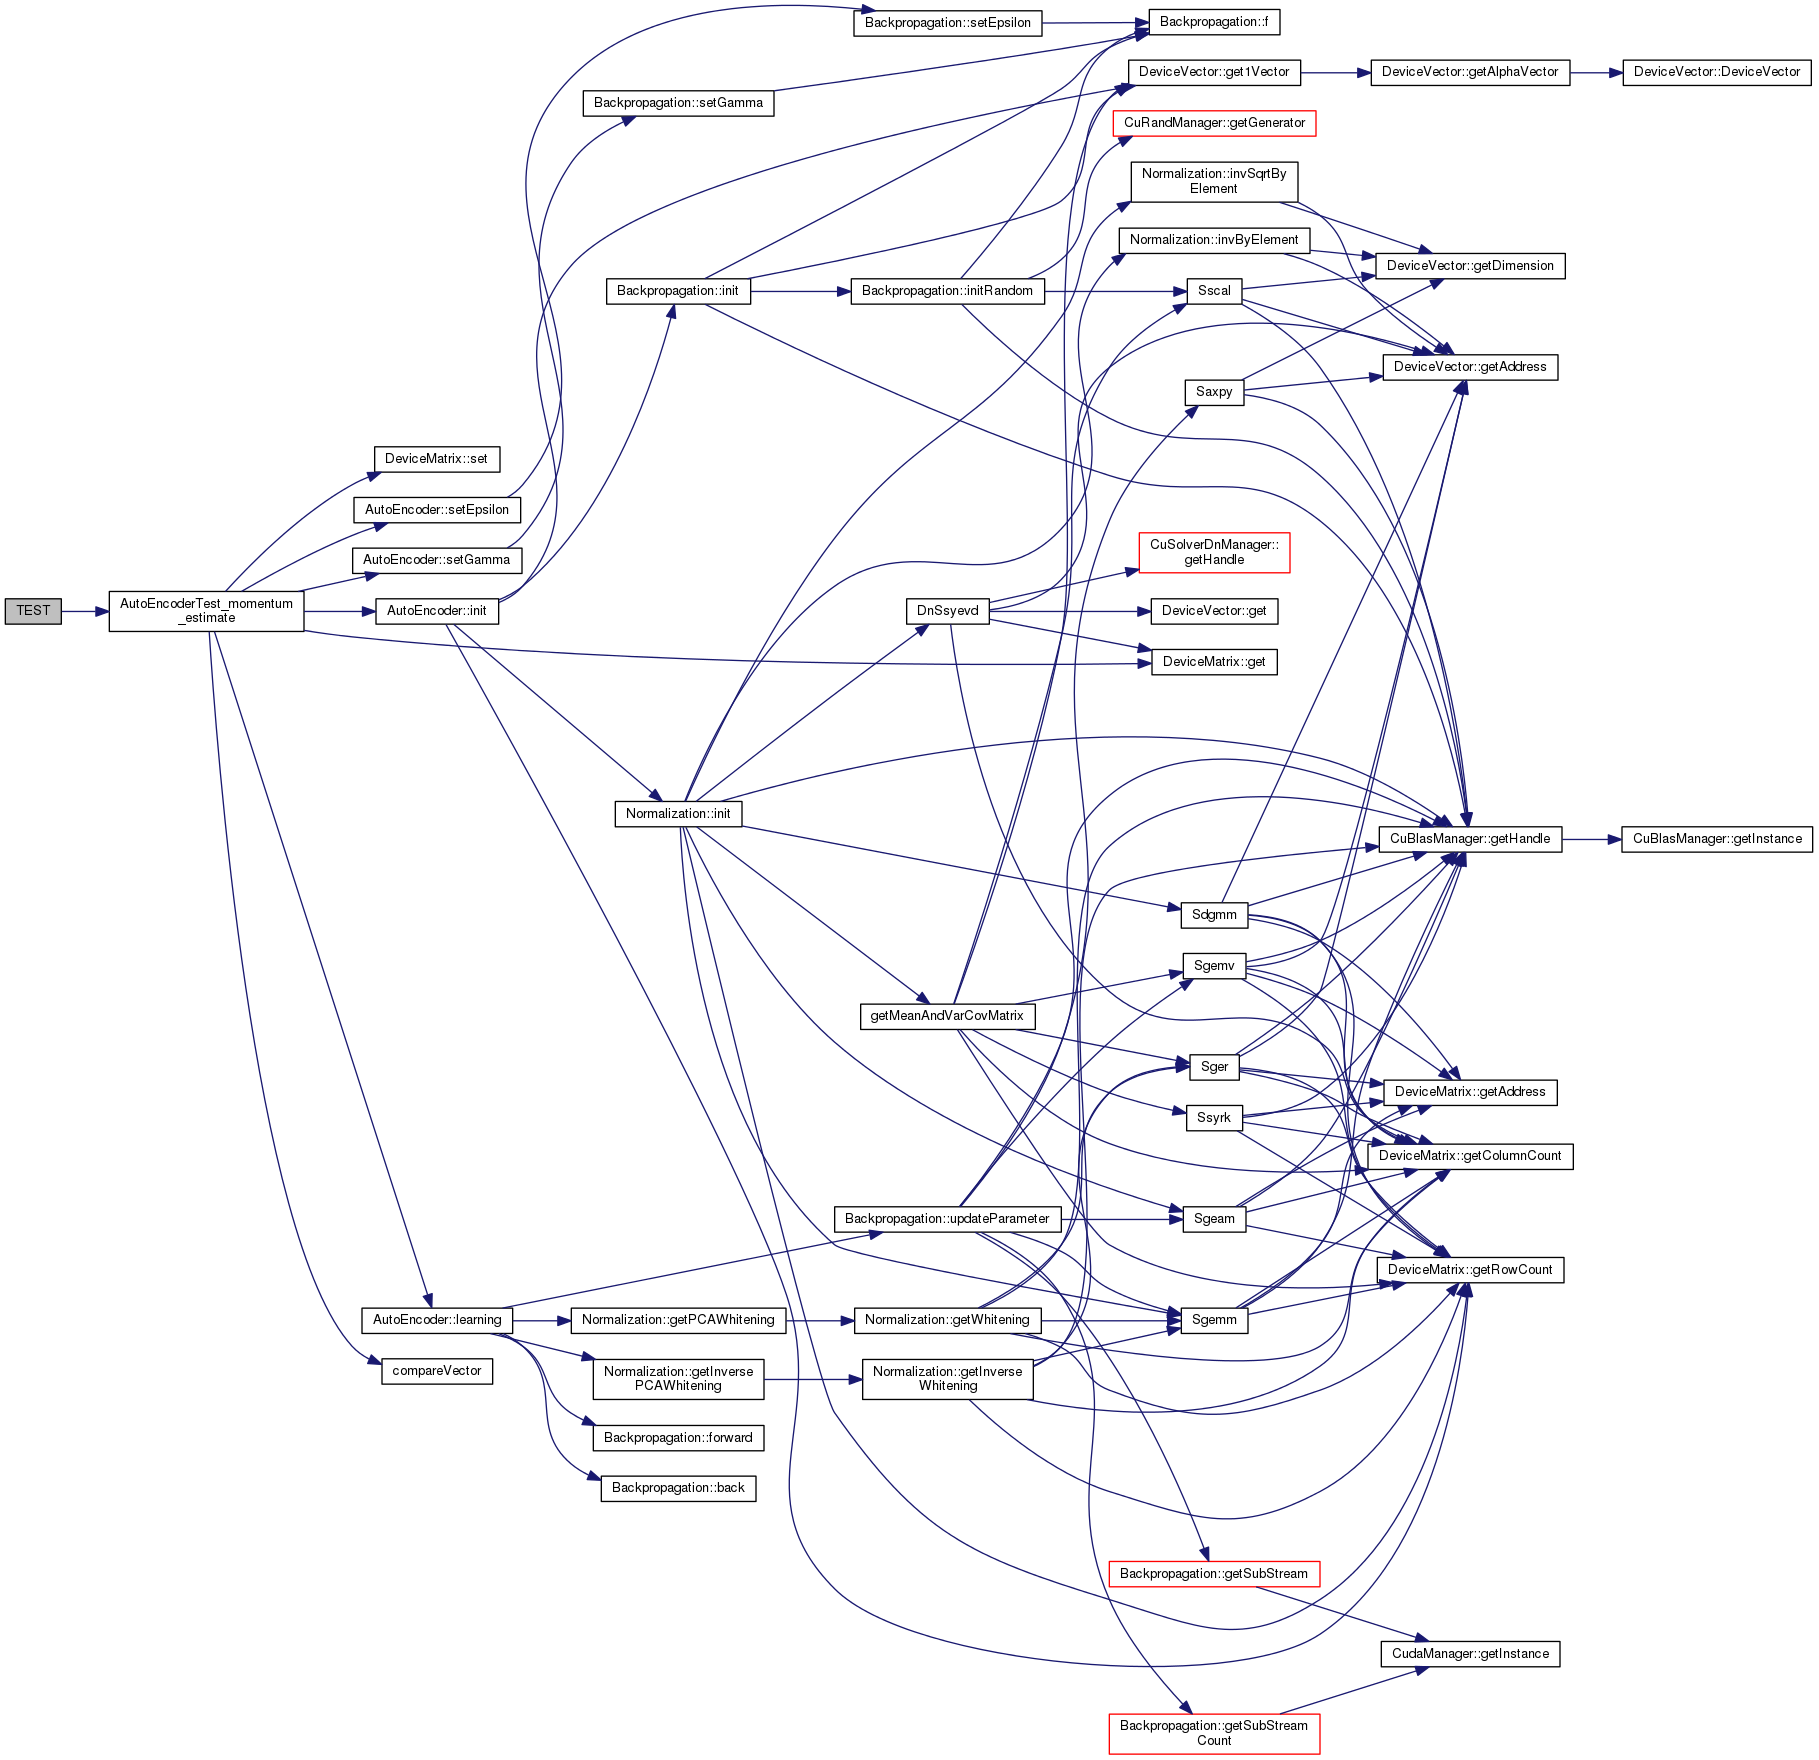 TEST
AutoEncoderTest_momentum
_estimate
DeviceMatrix::set
AutoEncoder::setEpsilon
AutoEncoder::setGamma
AutoEncoder::init
AutoEncoder::learning
compareVector
Backpropagation::setGamma
Backpropagation::init
Normalization::init
Normalization::getPCAWhitening
Normalization::getInverse
PCAWhitening
Backpropagation::forward
Backpropagation::back
Backpropagation::setEpsilon
Backpropagation::initRandom
DnSsyevd
getMeanAndVarCovMatrix
Backpropagation::updateParameter
Normalization::getWhitening
Normalization::getInverse
Whitening
Backpropagation::f
DeviceVector::get1Vector
CuRandManager::getGenerator
Normalization::invSqrtBy
Element
Normalization::invByElement
Sscal
Saxpy
CuSolverDnManager::
getHandle
DeviceVector::get
DeviceMatrix::get
Sdgmm
Sgemv
Sger
Ssyrk
Sgeam
Sgemm
Backpropagation::getSubStream
Backpropagation::getSubStream
Count
DeviceVector::getAlphaVector
DeviceVector::getDimension
DeviceVector::getAddress
CuBlasManager::getHandle
DeviceMatrix::getAddress
DeviceMatrix::getColumnCount
DeviceMatrix::getRowCount
CudaManager::getInstance
DeviceVector::DeviceVector
CuBlasManager::getInstance